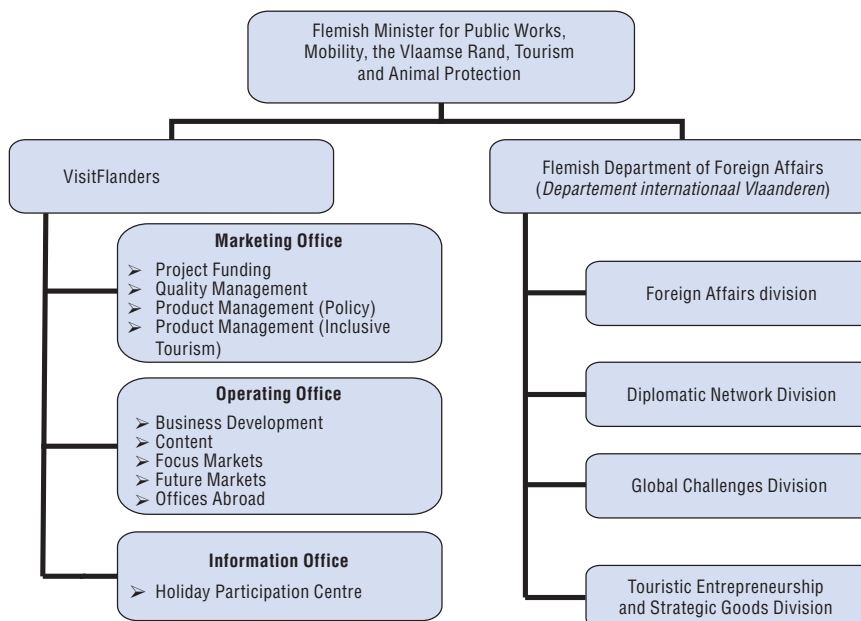 Flemish Minister for Public Works,
Mobility, the Vlaamse Rand, Tourism
and Animal Protection
VisitFlanders
Flemish Department of Foreign Affairs
(Departement internationaal Vlaanderen)
Marketing Office
➢ Project Funding
➢ Quality Management
➢ Product Management (Policy)
➢ Product Management (Inclusive
Tourism)
Operating Office
➢ Business Development
➢ Content
➢ Focus Markets
➢ Future Markets
➢ Offices Abroad
Information Office
➢ Holiday Participation Centre
Foreign Affairs division
Diplomatic Network Division
Global Challenges Division
Touristic Entrepreneurship
and Strategic Goods Division